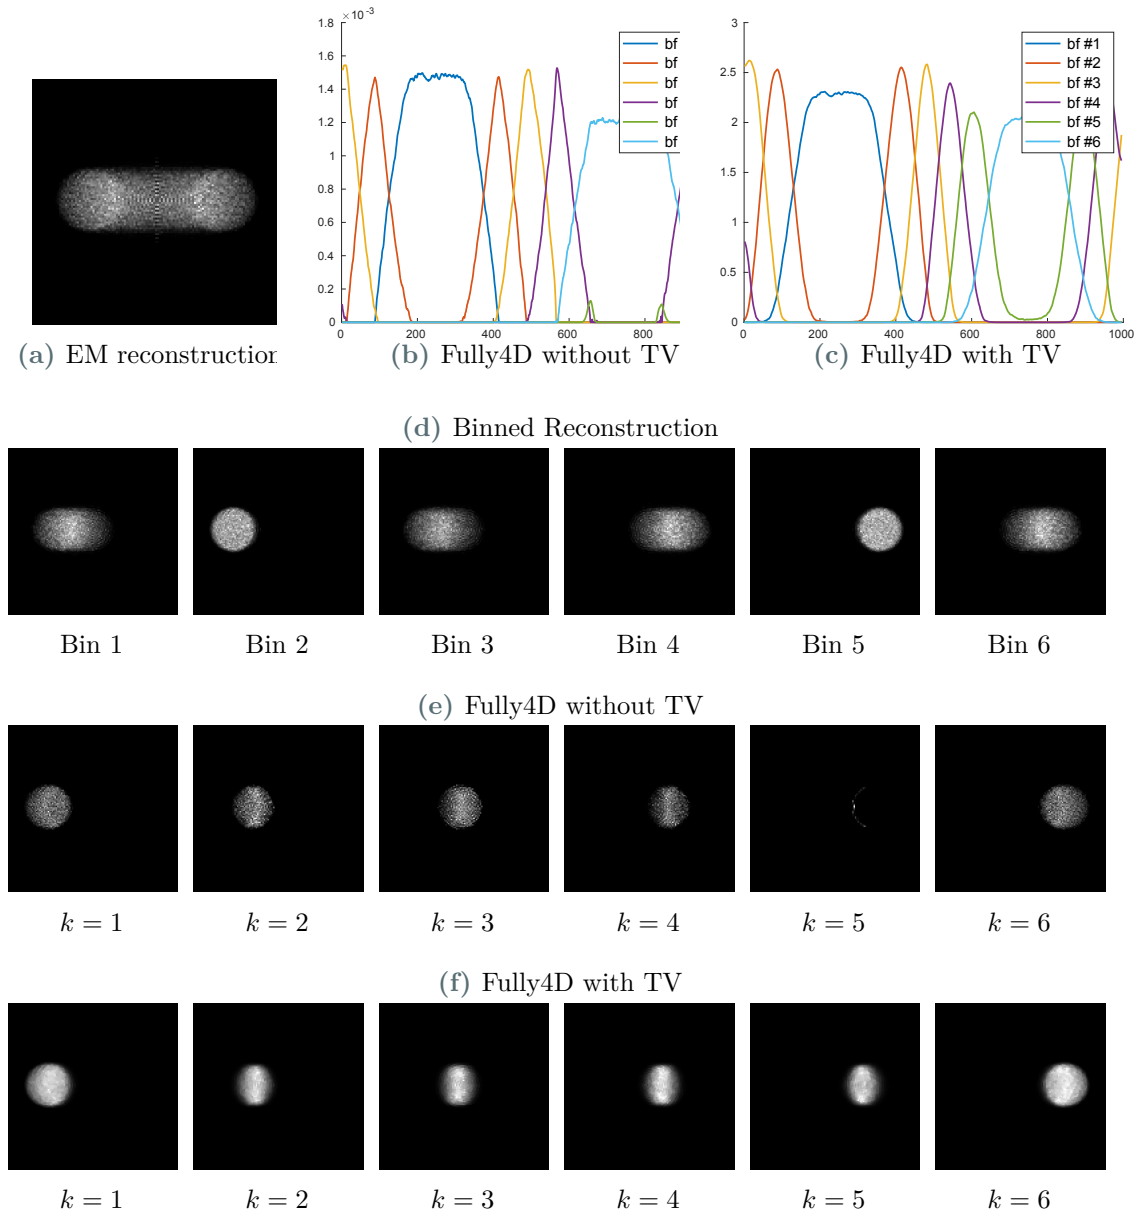 ×10⁻³
1.8
1.6
1.4
1.2
1
0.8
0.6
0.4
0.2
0
0 200 400 600 800
bf
bf
bf
bf
bf
bf
3
2.5
2
1.5
1
0.5
0
0 200 400 600 800 1000
bf #1
bf #2
bf #3
bf #4
bf #5
bf #6
(a) EM reconstruction
(b) Fully4D without TV
(c) Fully4D with TV
(d) Binned Reconstruction
Bin 1 Bin 2 Bin 3 Bin 4 Bin 5 Bin 6
(e) Fully4D without TV
k = 1 k = 2 k = 3 k = 4 k = 5 k = 6
(f) Fully4D with TV
k = 1 k = 2 k = 3 k = 4 k = 5 k = 6